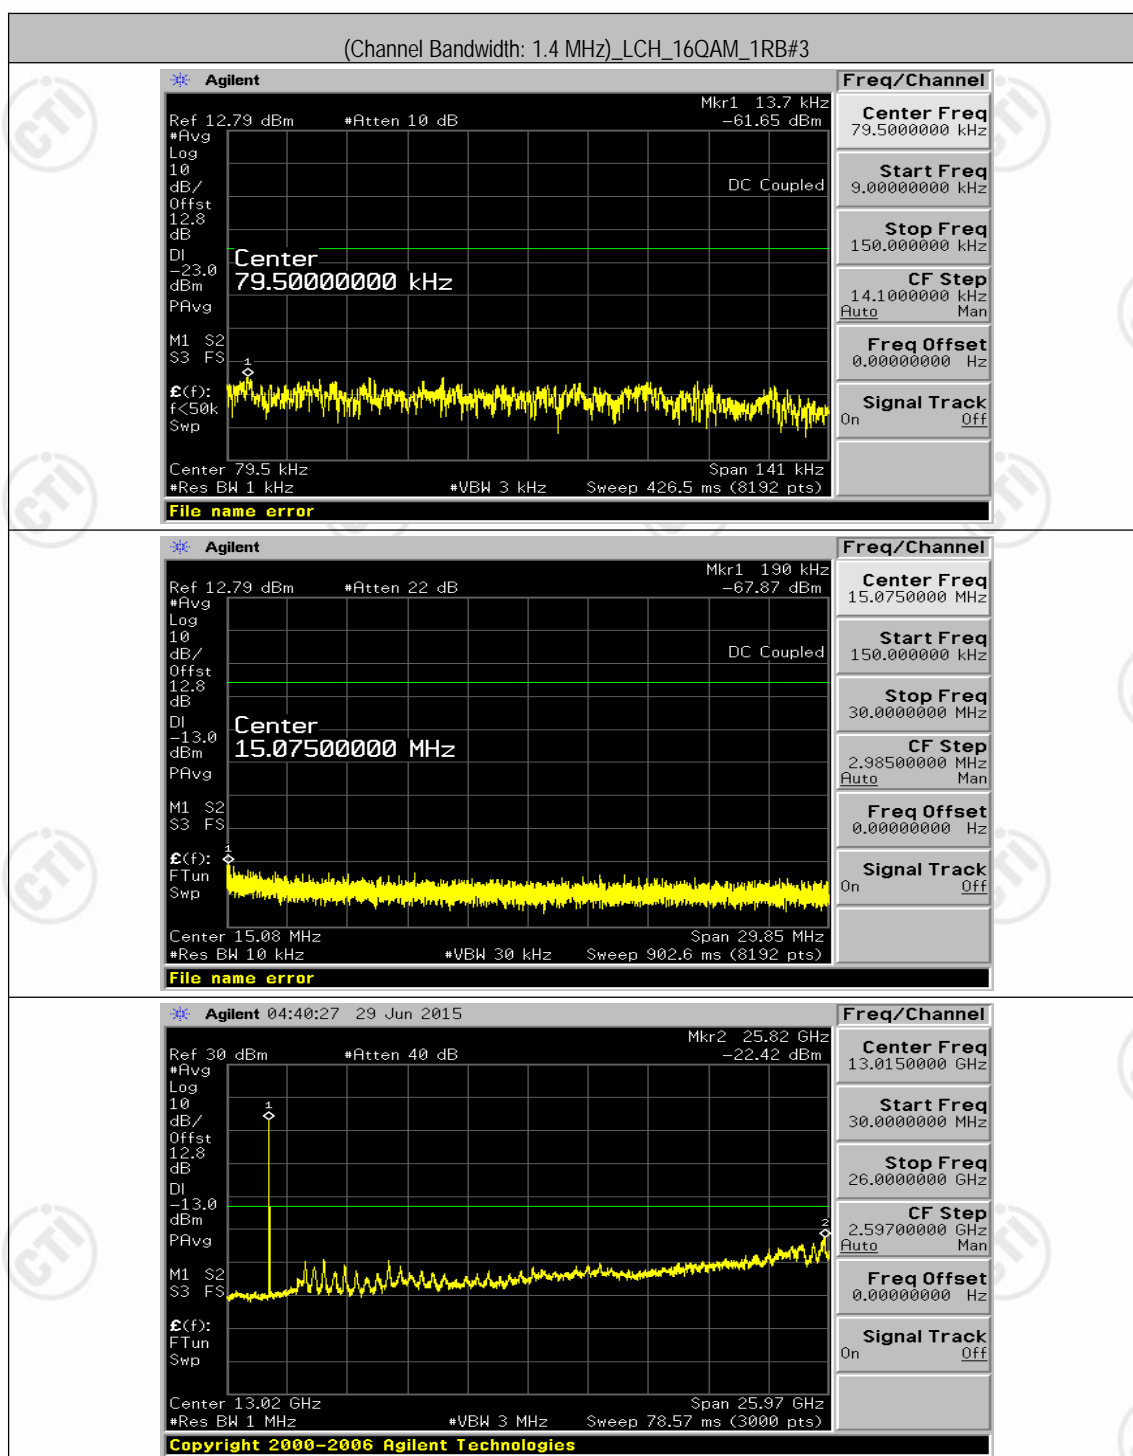 (Channel Bandwidth: 1.4 MHz)_LCH_16QAM_1RB#3
Agilent
Freq/Channel
Mkr1 13.7 kHz
Ref 12.79 dBm #Atten 10 dB -61.65 dBm
#Avg
Log
10
dB/
Offst
12.8
dB
DI
-23.0
dBm
PAvg
M1 S2
S3 FS
£(f):
f<50k
Swp
DC Coupled
Center
79.50000000 kHz
1
Center 79.5 kHz Span 141 kHz
#Res BW 1 kHz #VBW 3 kHz Sweep 426.5 ms (8192 pts)
File name error
Center Freq
79.5000000 kHz
Start Freq
9.00000000 kHz
Stop Freq
150.000000 kHz
CF Step
14.1000000 kHz
Auto Man
Freq Offset
0.00000000 Hz
Signal Track
On Off
Agilent
Freq/Channel
Mkr1 190 kHz
Ref 12.79 dBm #Atten 22 dB -67.87 dBm
#Avg
Log
10
dB/
Offst
12.8
dB
DI
-13.0
dBm
PAvg
M1 S2
S3 FS
£(f):
FTun
Swp
DC Coupled
Center
15.07500000 MHz
1
Center 15.08 MHz Span 29.85 MHz
#Res BW 10 kHz #VBW 30 kHz Sweep 902.6 ms (8192 pts)
File name error
Center Freq
15.0750000 MHz
Start Freq
150.000000 kHz
Stop Freq
30.0000000 MHz
CF Step
2.98500000 MHz
Auto Man
Freq Offset
0.00000000 Hz
Signal Track
On Off
Agilent 04:40:27 29 Jun 2015
Freq/Channel
Mkr2 25.82 GHz
Ref 30 dBm #Atten 40 dB -22.42 dBm
#Avg
Log
10
dB/
Offst
12.8
dB
DI
-13.0
dBm
PAvg
M1 S2
S3 FS
£(f):
FTun
Swp
1
2
Center 13.02 GHz Span 25.97 GHz
#Res BW 1 MHz #VBW 3 MHz Sweep 78.57 ms (3000 pts)
Copyright 2000-2006 Agilent Technologies
Center Freq
13.0150000 GHz
Start Freq
30.0000000 MHz
Stop Freq
26.0000000 GHz
CF Step
2.59700000 GHz
Auto Man
Freq Offset
0.00000000 Hz
Signal Track
On Off
CTI
CTI
CTI
CTI
CTI
CTI
CTI
CTI